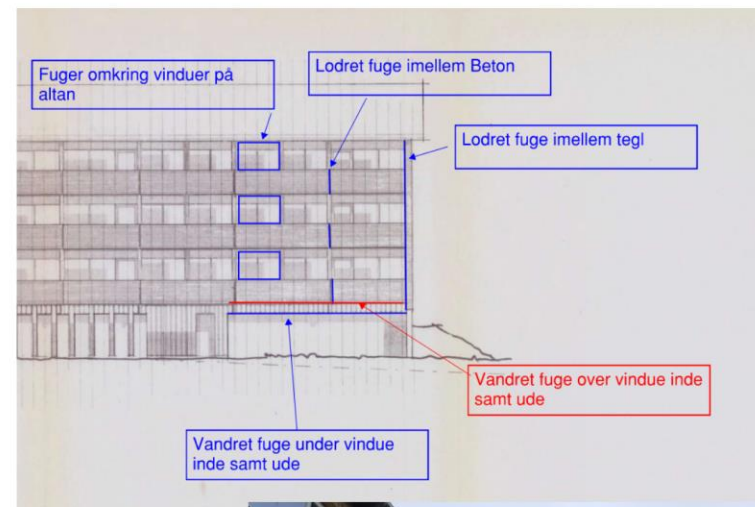 Fuger omkring vinduer på
altan
Lodret fuge imellem Beton
Lodret fuge imellem tegl
Vandret fuge over vindue inde
samt ude
Vandret fuge under vindue
inde samt ude